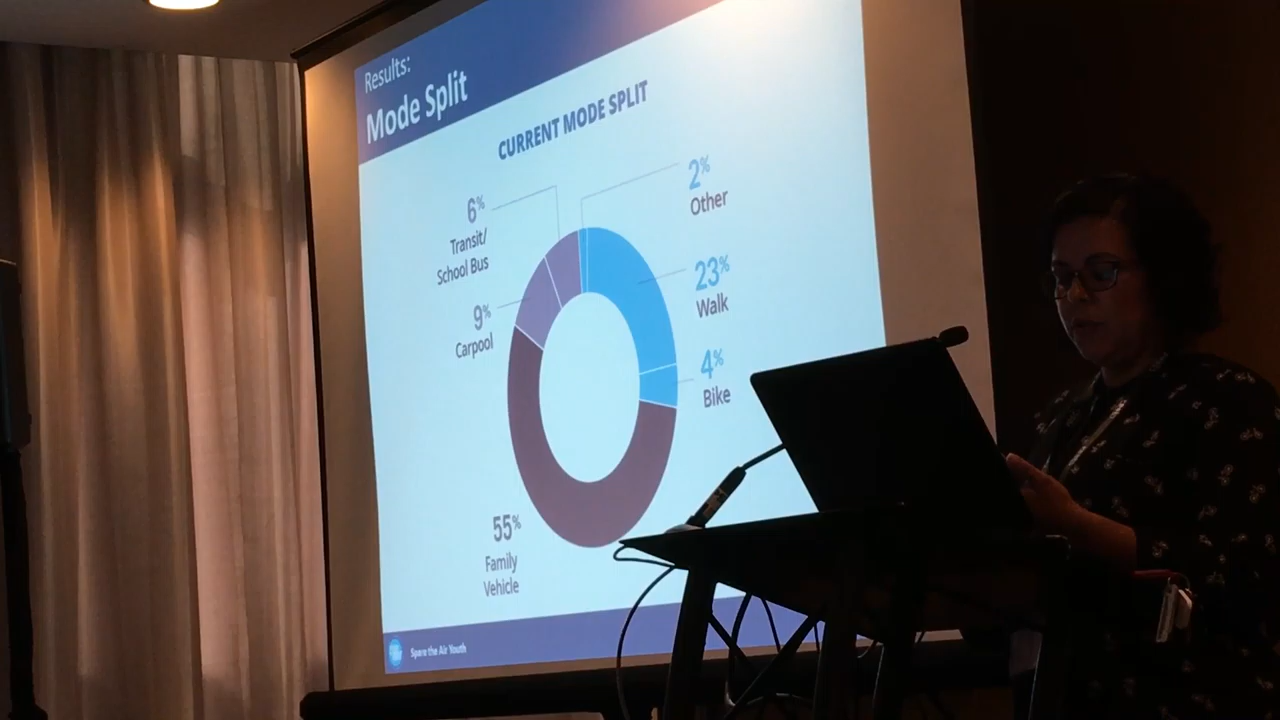 Results:
Mode Split
CURRENT MODE SPLIT
6%
Transit/
School Bus
9%
Carpool
55%
Family
Vehicle
2%
Other
23%
Walk
4%
Bike
Spare the Air Youth